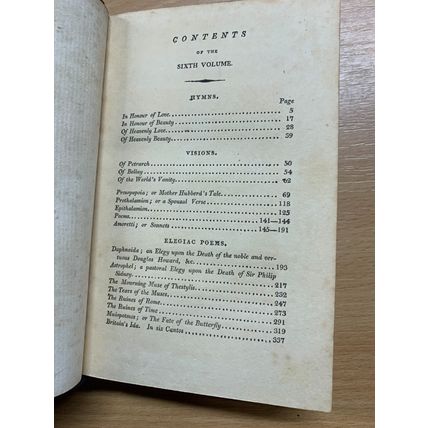 CONTENTS
OF THE
SIXTH VOLUME.
HYMNS.
Page
In Honour of Love 5
In Honour of Beauty 17
Of Heavenly Love 28
Of Heavenly Beauty 39
VISIONS.
Of Petrarch 50
Of Bellay 54
Of the World's Vanity 62
Prosopopoia; or Mother Hubberd's Tale 69
Prothalamion; or a Spousal Verse 118
Epithalamion 125
Poems 141—144
Amoretti; or Sonnets 145—191
ELEGIAC POEMS.
Daphnaida; an Elegy upon the Death of the noble and ver-
tuous Douglas Howard, &c. 193
Astrophel; a pastoral Elegy upon the Death of Sir Philip
Sidney 217
The Mourning Muse of Thestylis 232
The Tears of the Muses 247
The Ruines of Rome 273
The Ruines of Time 291
Muiopotmos; or The Fate of the Butterfly 319
Britain's Ida. In six Cantos 337